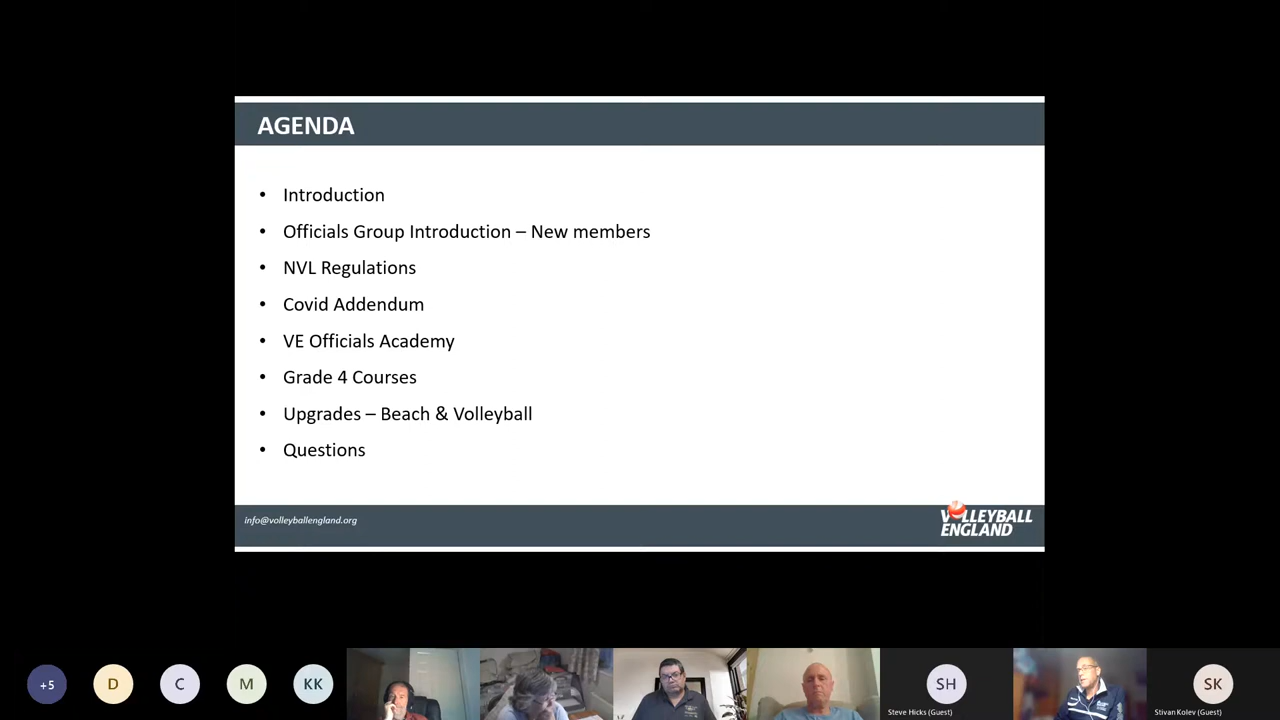 AGENDA
• Introduction
• Officials Group Introduction – New members
• NVL Regulations
• Covid Addendum
• VE Officials Academy
• Grade 4 Courses
• Upgrades – Beach & Volleyball
• Questions
info@volleyballengland.org
VOLLEYBALL
ENGLAND
+5
D
C
M
KK
SH
Steve Hicks (Guest)
SK
Stivan Kolev (Guest)